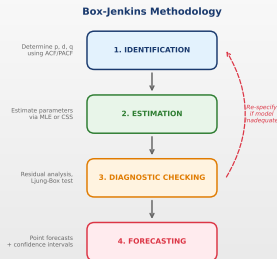 Box-Jenkins Methodology
Determine p, d, q
using ACF/PACF
1. IDENTIFICATION
Estimate parameters
via MLE or CSS
2. ESTIMATION
Re-specify
if model
inadequate
Residual analysis,
Ljung-Box test
3. DIAGNOSTIC CHECKING
Point forecasts
+ confidence intervals
4. FORECASTING